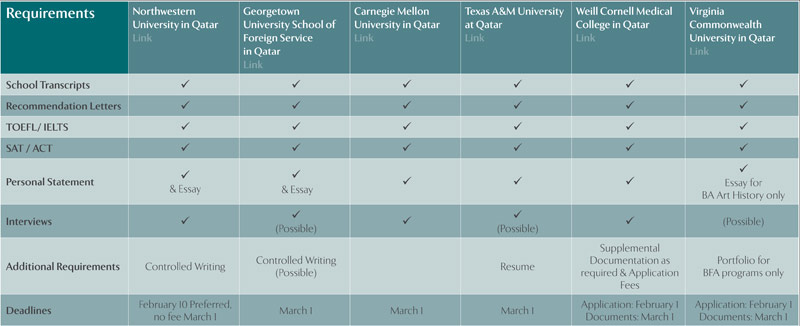 Requirements
Northwestern
University in Qatar
Link
Georgetown
University School of
Foreign Service
in Qatar
Link
Carnegie Mellon
University in Qatar
Link
Texas A&M University
at Qatar
Link
Weill Cornell Medical
College in Qatar
Link
Virginia
Commonwealth
University in Qatar
Link
School Transcripts ✓ ✓ ✓ ✓ ✓ ✓
Recommendation Letters ✓ ✓ ✓ ✓ ✓ ✓
TOEFL/ IELTS ✓ ✓ ✓ ✓ ✓ ✓
SAT / ACT ✓ ✓ ✓ ✓ ✓ ✓
Personal Statement
✓
& Essay
✓
& Essay
✓
✓
✓
✓
Essay for
BA Art History only
Interviews
✓
✓
(Possible)
✓
✓
(Possible)
✓
(Possible)
Additional Requirements
Controlled Writing
Controlled Writing
(Possible)
Resume
Supplemental
Documentation as
required & Application
Fees
Portfolio for
BFA programs only
Deadlines
February 10 Preferred,
no fee March 1
March 1
March 1
March 1
Application: February 1
Documents: March 1
Application: February 1
Documents: March 1